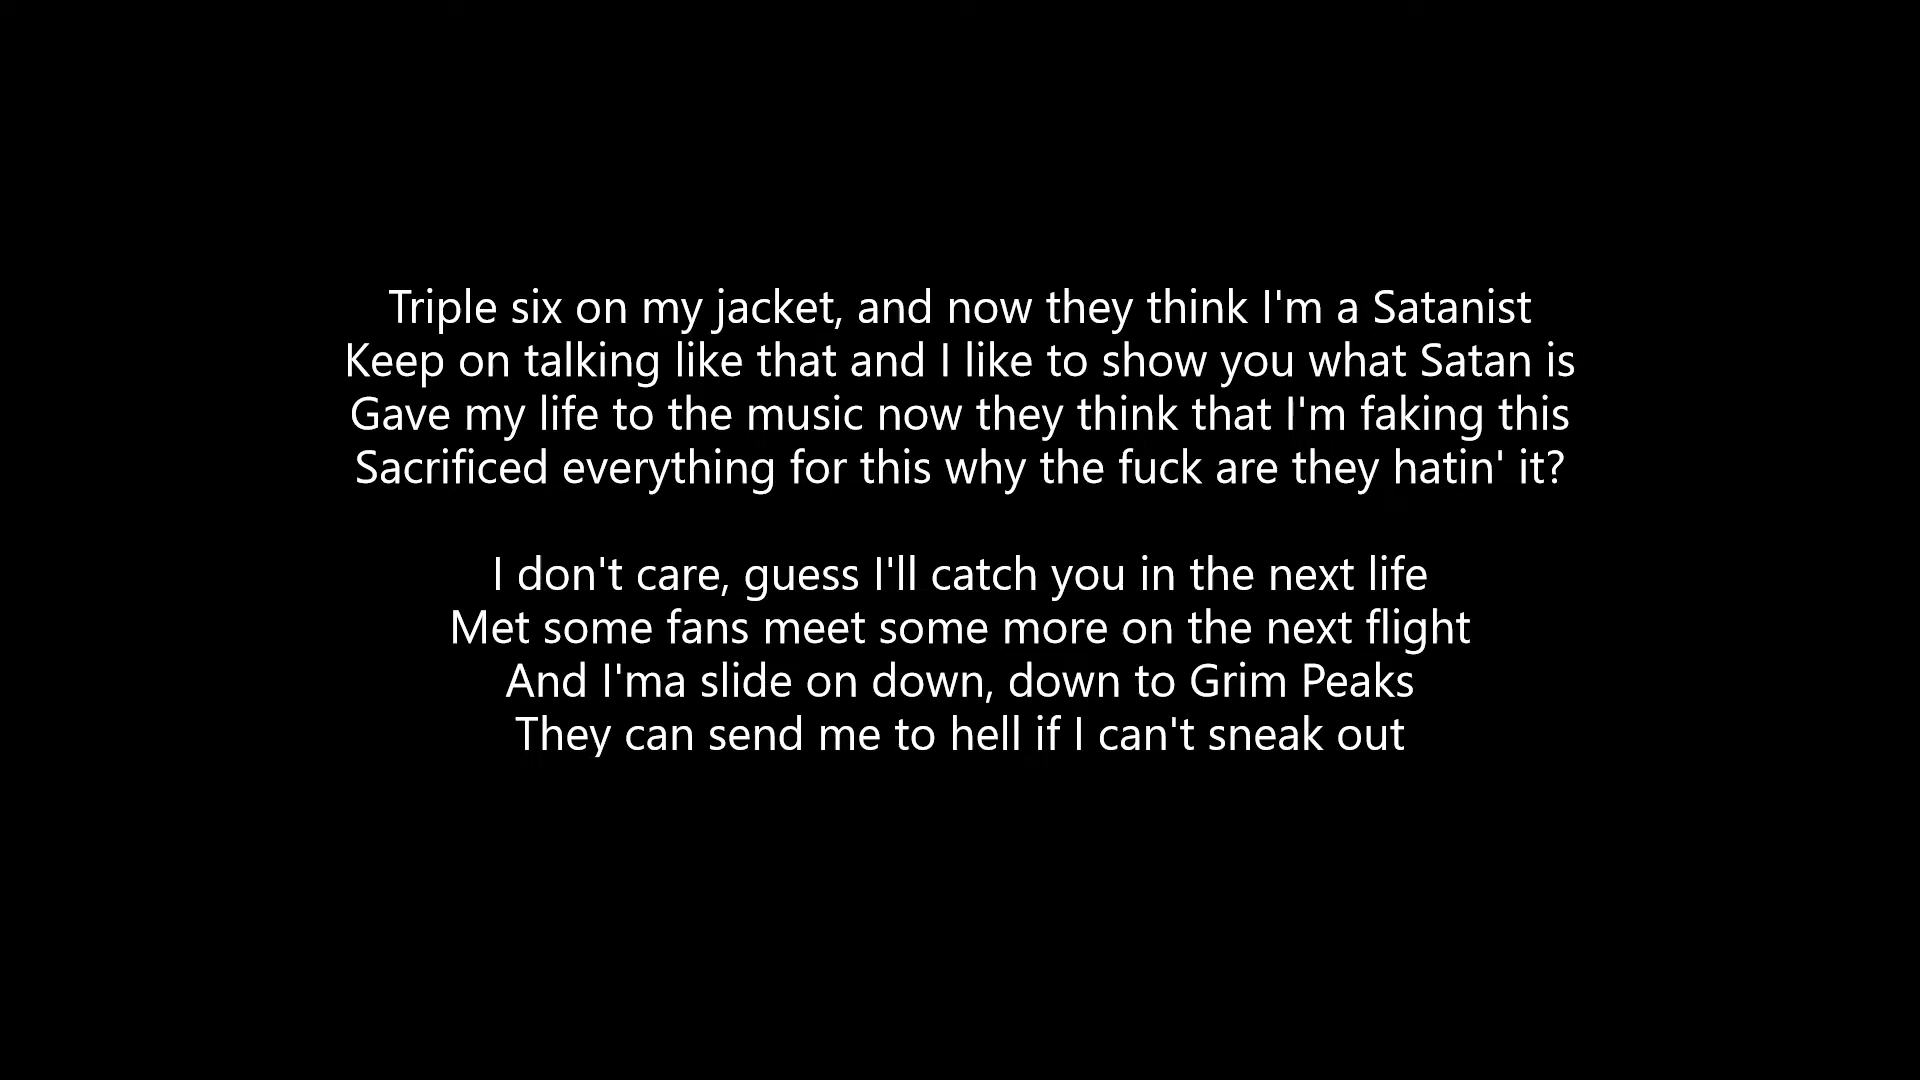 Triple six on my jacket, and now they think I'm a Satanist
Keep on talking like that and I like to show you what Satan is
Gave my life to the music now they think that I'm faking this
Sacrificed everything for this why the fuck are they hatin' it?
I don't care, guess I'll catch you in the next life
Met some fans meet some more on the next flight
And I'ma slide on down, down to Grim Peaks
They can send me to hell if I can't sneak out